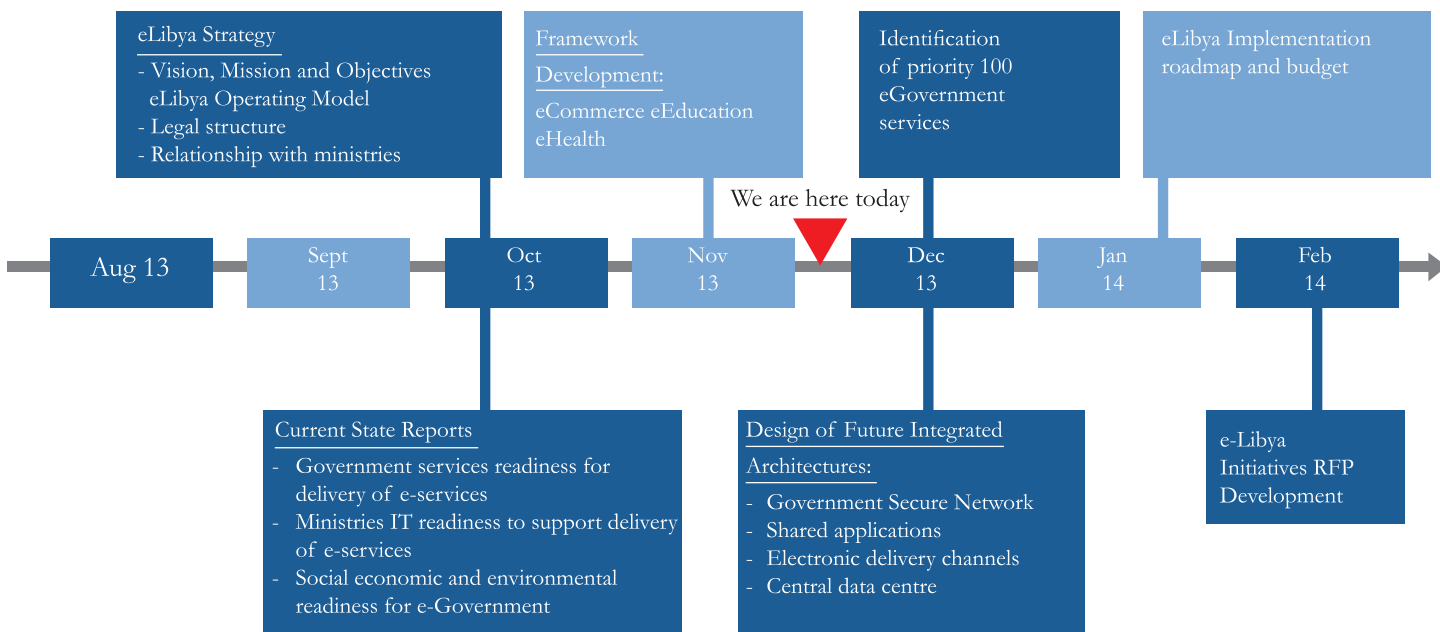 eLibya Strategy
- Vision, Mission and Objectives
eLibya Operating Model
- Legal structure
- Relationship with ministries
Framework
Development:
eCommerce eEducation
eHealth
Identification
of priority 100
eGovernment
services
eLibya Implementation
roadmap and budget
We are here today
Aug 13
Sept
13
Oct
13
Nov
13
Dec
13
Jan
14
Feb
14
Current State Reports
- Government services readiness for
delivery of e-services
- Ministries IT readiness to support delivery
of e-services
- Social economic and environmental
readiness for e-Government
Design of Future Integrated
Architectures:
- Government Secure Network
- Shared applications
- Electronic delivery channels
- Central data centre
e-Libya
Initiatives RFP
Development